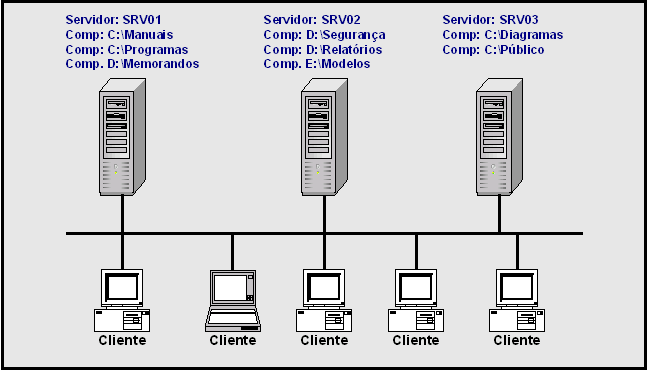 Servidor: SRV01
Comp: C:\Manuais
Comp: C:\Programas
Comp. D:\Memorandos
Servidor: SRV02
Comp: D:\Segurança
Comp: D:\Relatórios
Comp. E:\Modelos
Servidor: SRV03
Comp: C:\Diagramas
Comp: C:\Público
Cliente
Cliente
Cliente
Cliente
Cliente